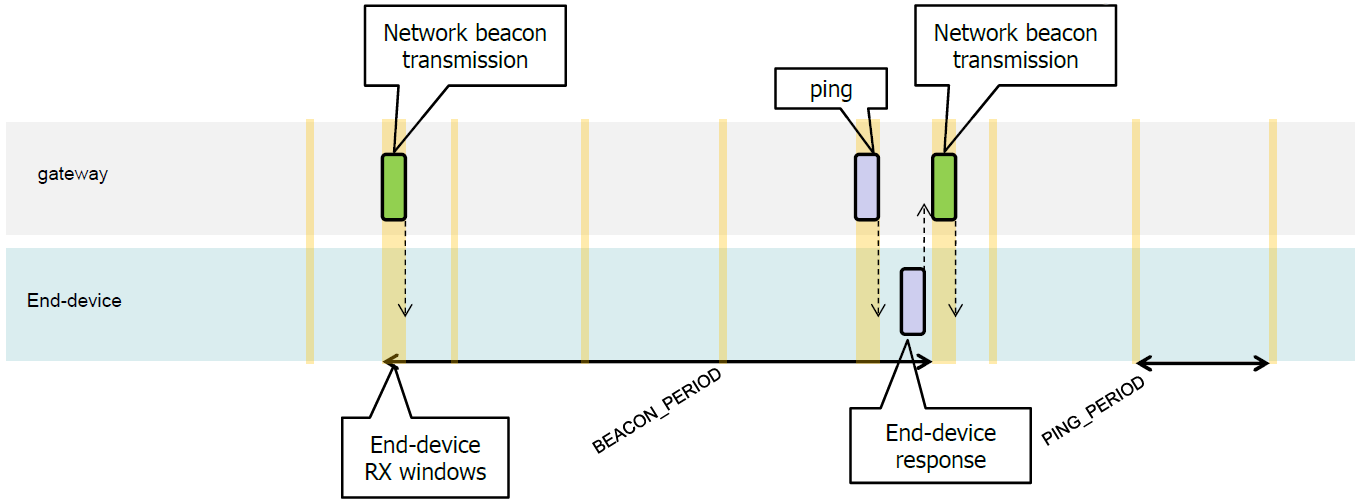 Network beacon
transmission
ping
Network beacon
transmission
gateway
End-device
BEACON_PERIOD
PING_PERIOD
End-device
RX windows
End-device
response